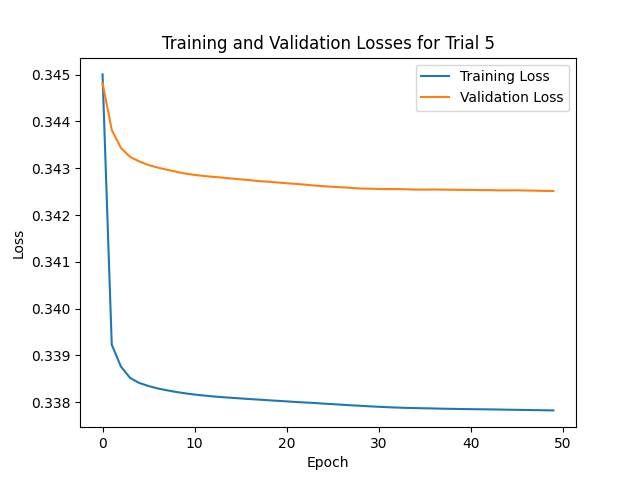 Training and Validation Losses for Trial 5
Training Loss
Validation Loss
0.345
0.344
0.343
0.342
0.341
0.340
0.339
0.338
Loss
0
10
20
30
40
50
Epoch